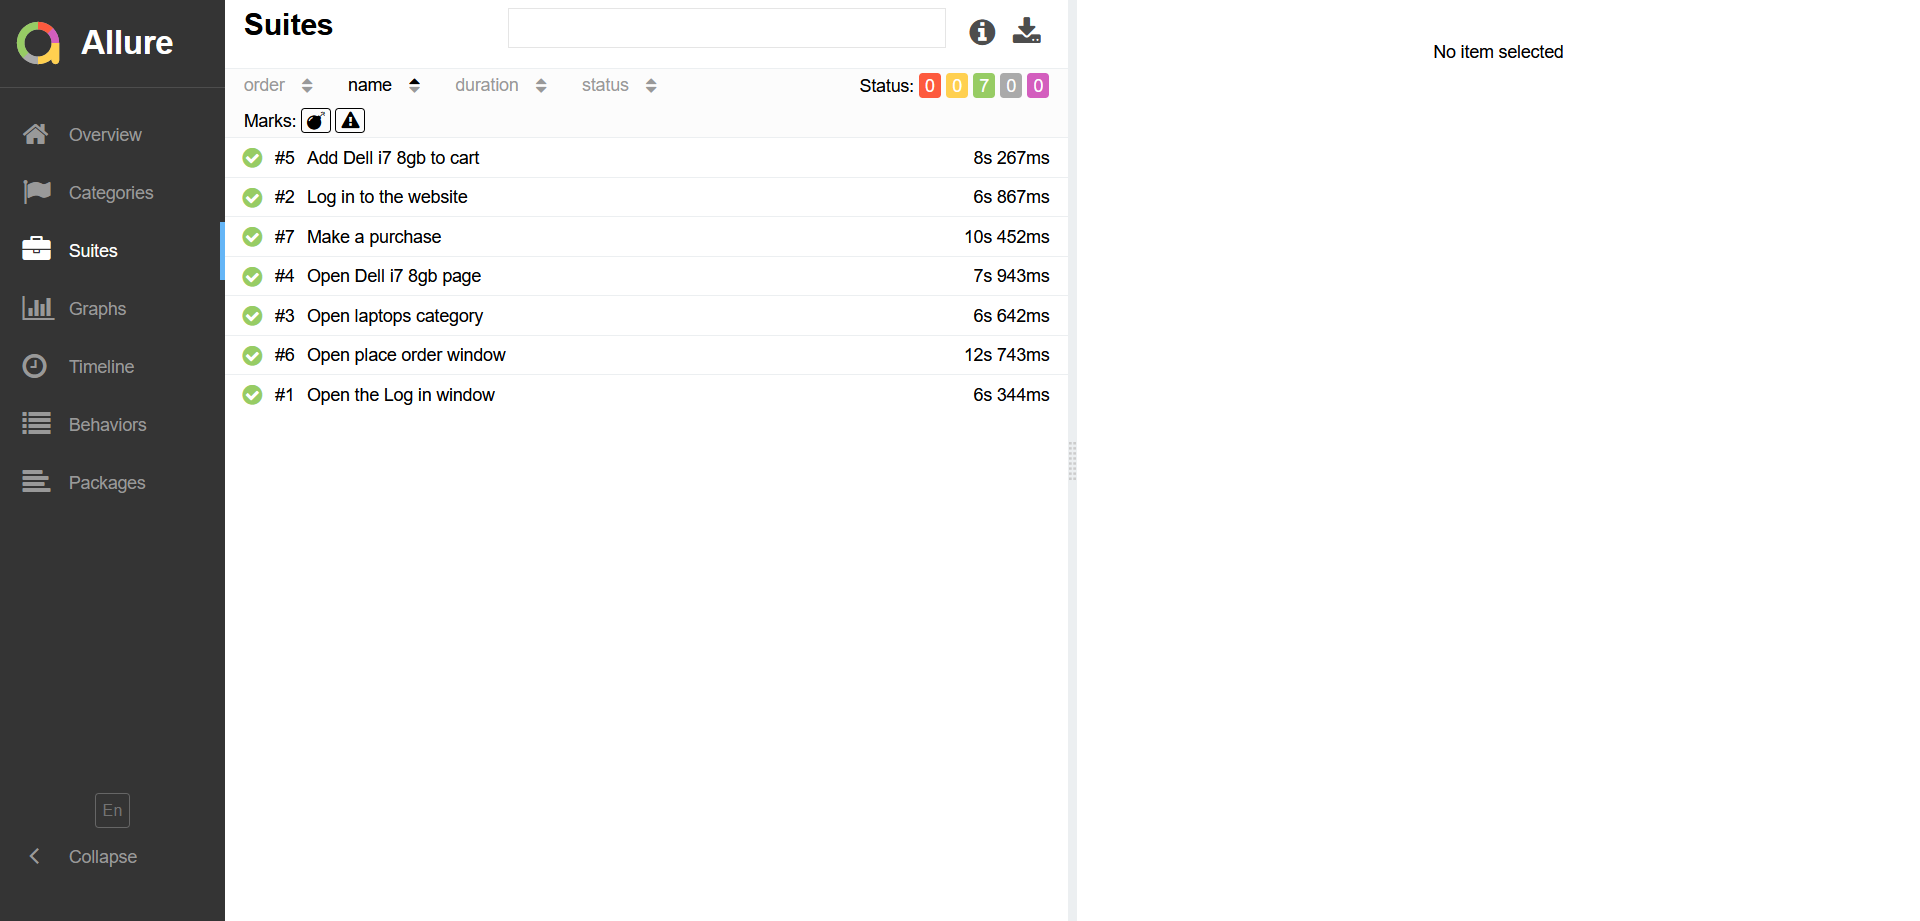 Allure
Overview
Categories
Suites
Graphs
Timeline
Behaviors
Packages
En
Collapse
Suites
order name duration status Status: 0 0 7 0 0
Marks:
#5 Add Dell i7 8gb to cart 8s 267ms
#2 Log in to the website 6s 867ms
#7 Make a purchase 10s 452ms
#4 Open Dell i7 8gb page 7s 943ms
#3 Open laptops category 6s 642ms
#6 Open place order window 12s 743ms
#1 Open the Log in window 6s 344ms
No item selected